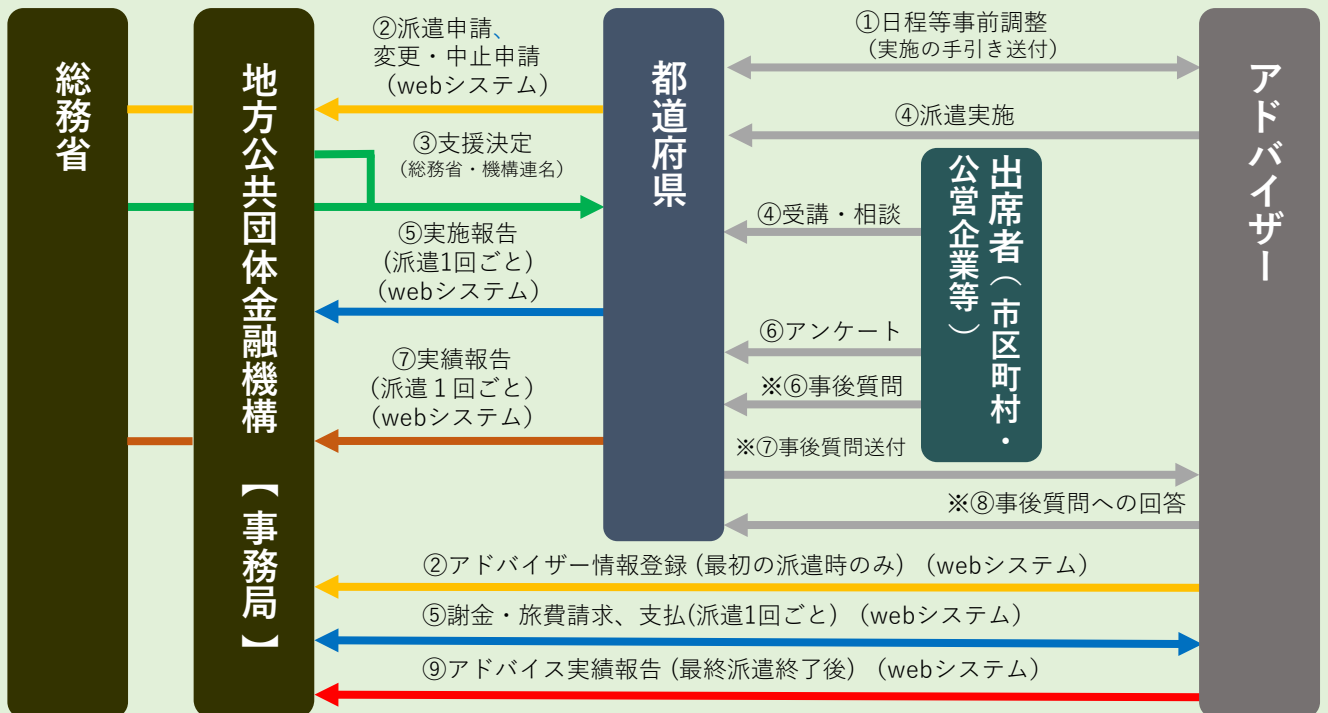 総務省
地方公共団体金融機構 【事務局】
②派遣申請、
変更・中止申請
(webシステム)
③支援決定
(総務省・機構連名)
⑤実施報告
(派遣1回ごと)
(webシステム)
⑦実績報告
(派遣１回ごと)
(webシステム)
都道府県
①日程等事前調整
(実施の手引き送付)
④派遣実施
④受講・相談
⑥アンケート
※⑥事後質問
出席者(市区町村・
公営企業等)
※⑦事後質問送付
※⑧事後質問への回答
アドバイザー
②アドバイザー情報登録 (最初の派遣時のみ) (webシステム)
⑤謝金・旅費請求、支払(派遣1回ごと) (webシステム)
⑨アドバイス実績報告 (最終派遣終了後) (webシステム)